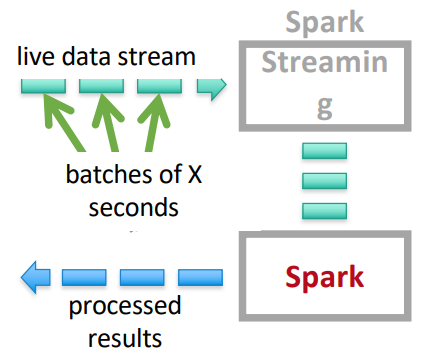 Spark
live data stream
Streamin
g
batches of X
seconds
Spark
processed
results